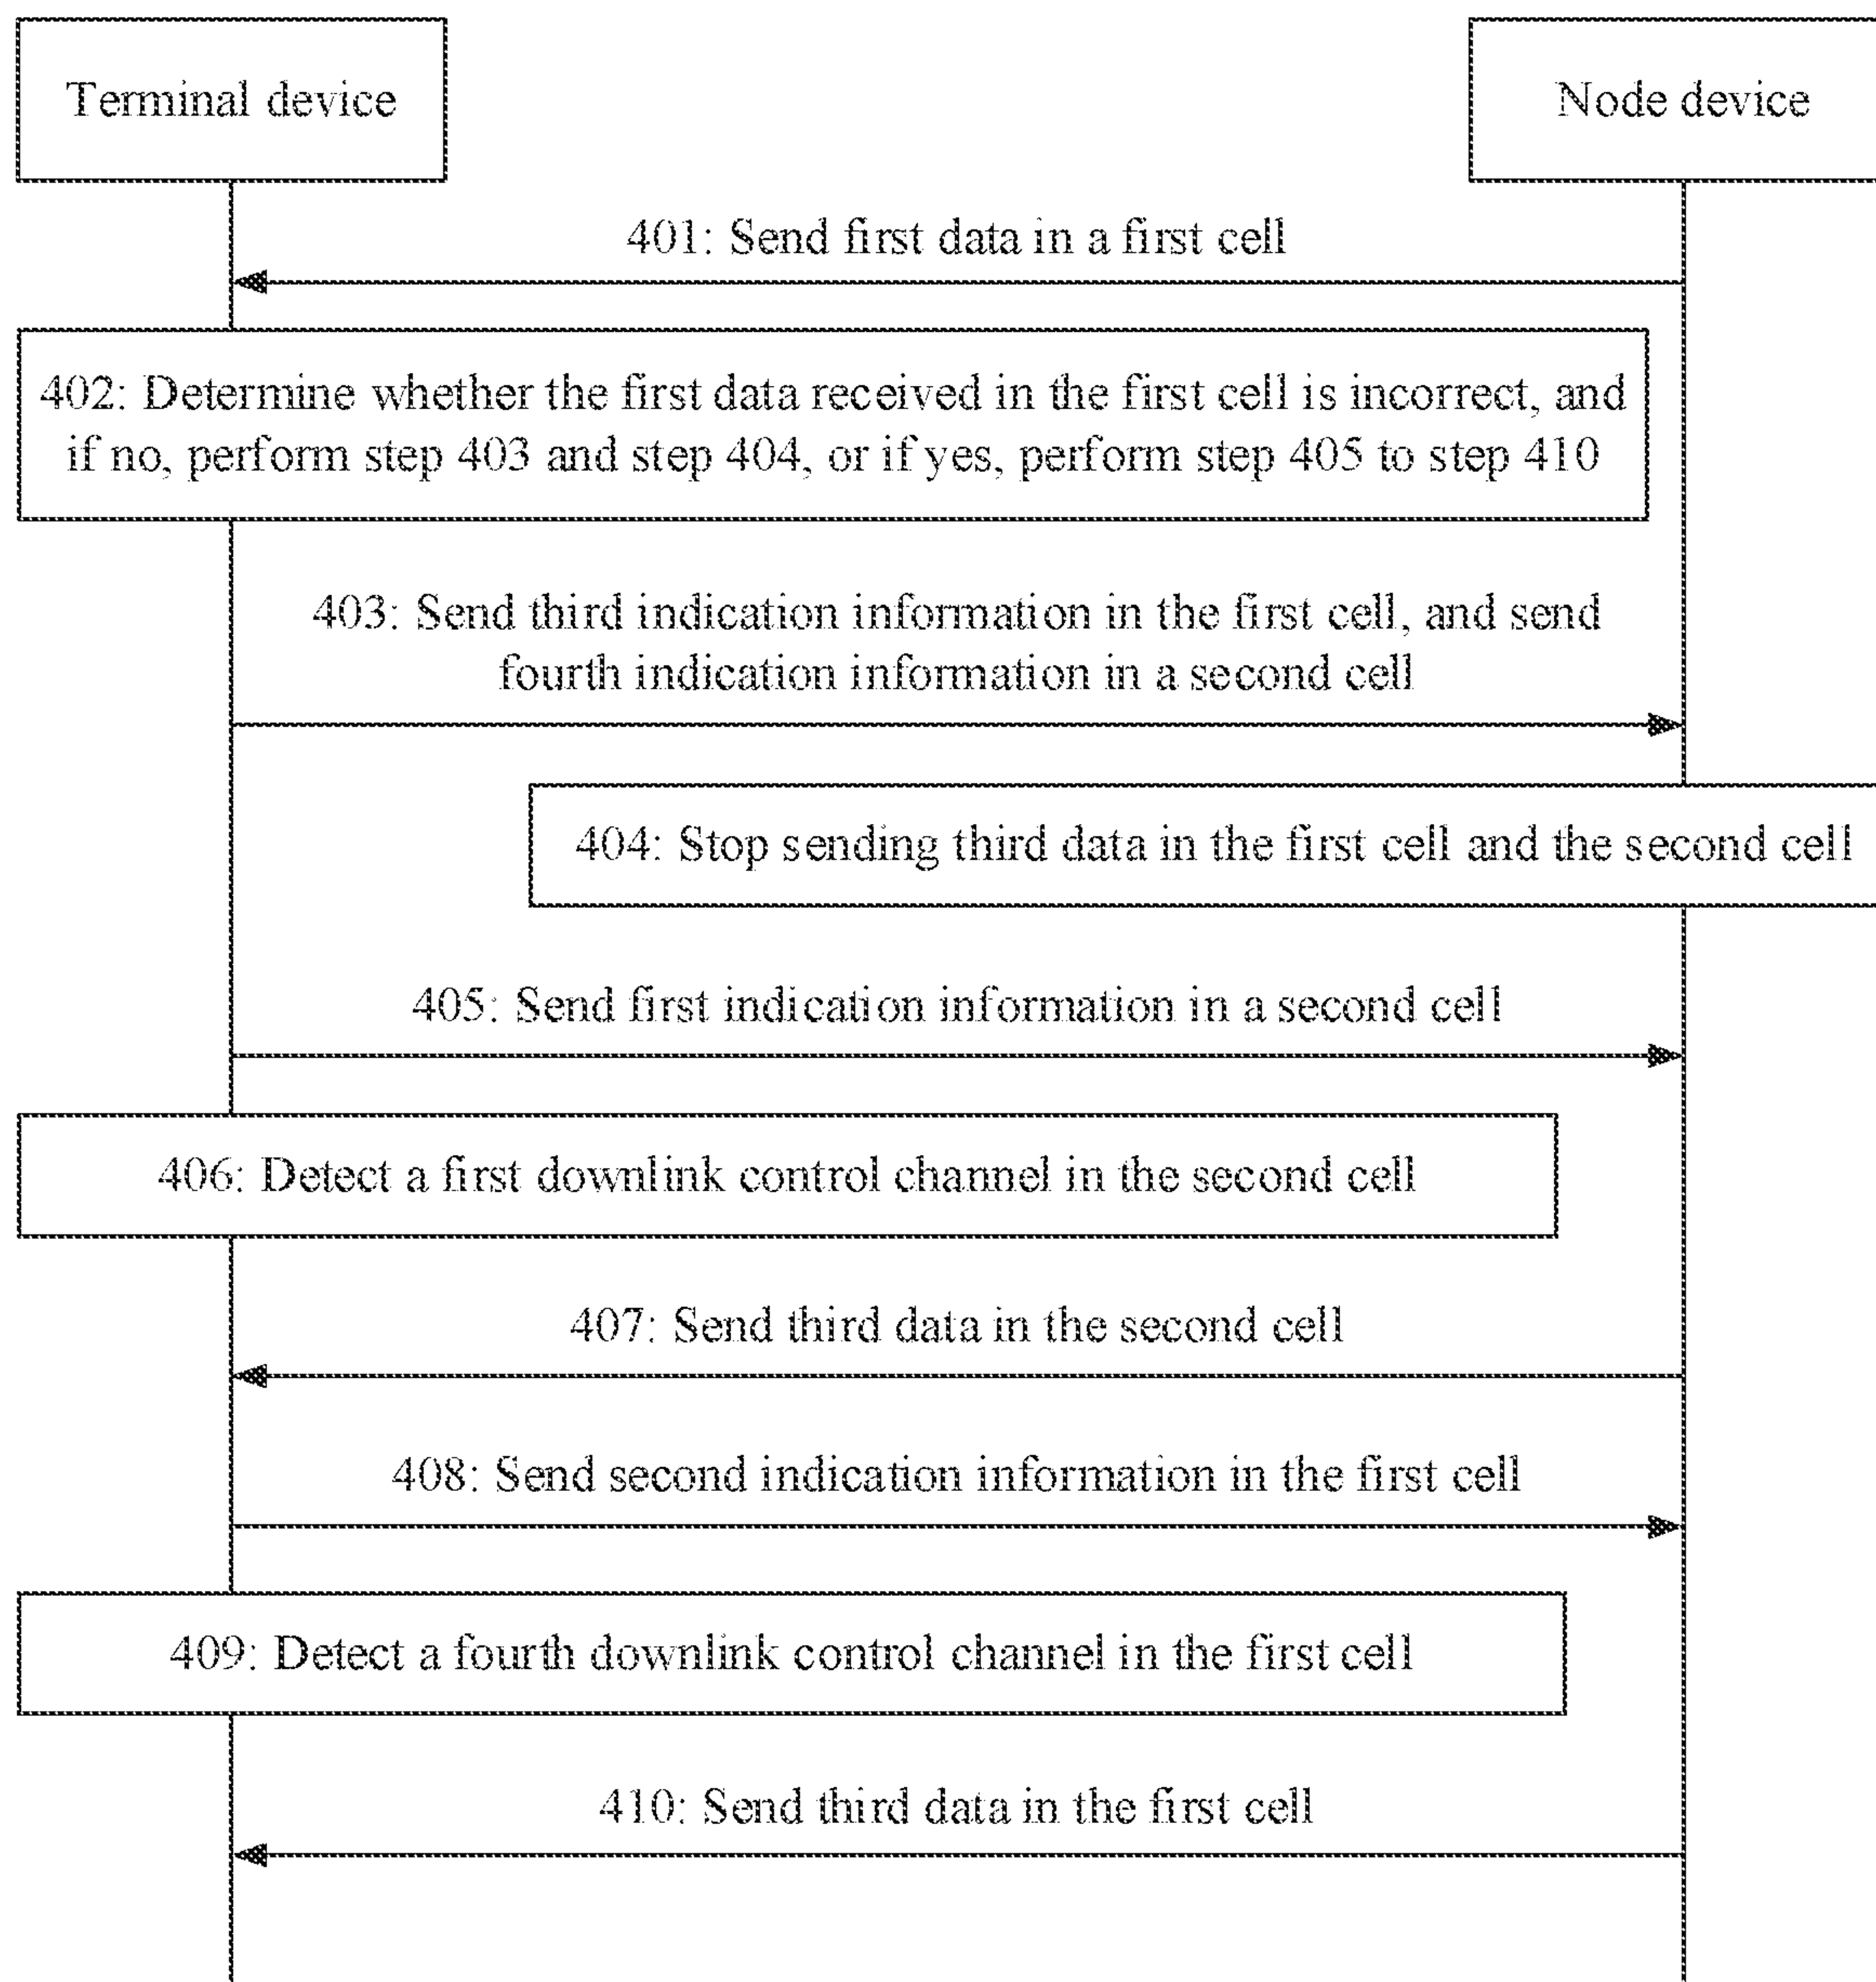 Terminal device
Node device
401: Send first data in a first cell
402: Determine whether the first data received in the first cell is incorrect, and
if no, perform step 403 and step 404, or if yes, perform step 405 to step 410
403: Send third indication information in the first cell, and send
fourth indication information in a second cell
404: Stop sending third data in the first cell and the second cell
405: Send first indication information in a second cell
406: Detect a first downlink control channel in the second cell
407: Send third data in the second cell
408: Send second indication information in the first cell
409: Detect a fourth downlink control channel in the first cell
410: Send third data in the first cell